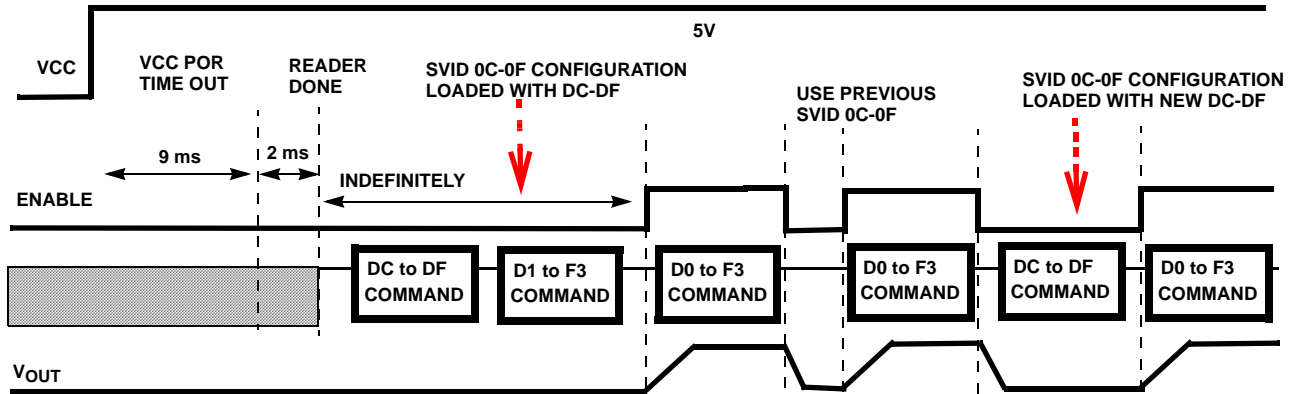 5V
VCC
VCC POR
TIME OUT
READER
DONE
SVID 0C-0F CONFIGURATION
LOADED WITH DC-DF
USE PREVIOUS
SVID 0C-0F
SVID 0C-0F CONFIGURATION
LOADED WITH NEW DC-DF
9 ms
2 ms
INDEFINITELY
ENABLE
DC to DF
COMMAND
D1 to F3
COMMAND
D0 to F3
COMMAND
D0 to F3
COMMAND
DC to DF
COMMAND
D0 to F3
COMMAND
VOUT